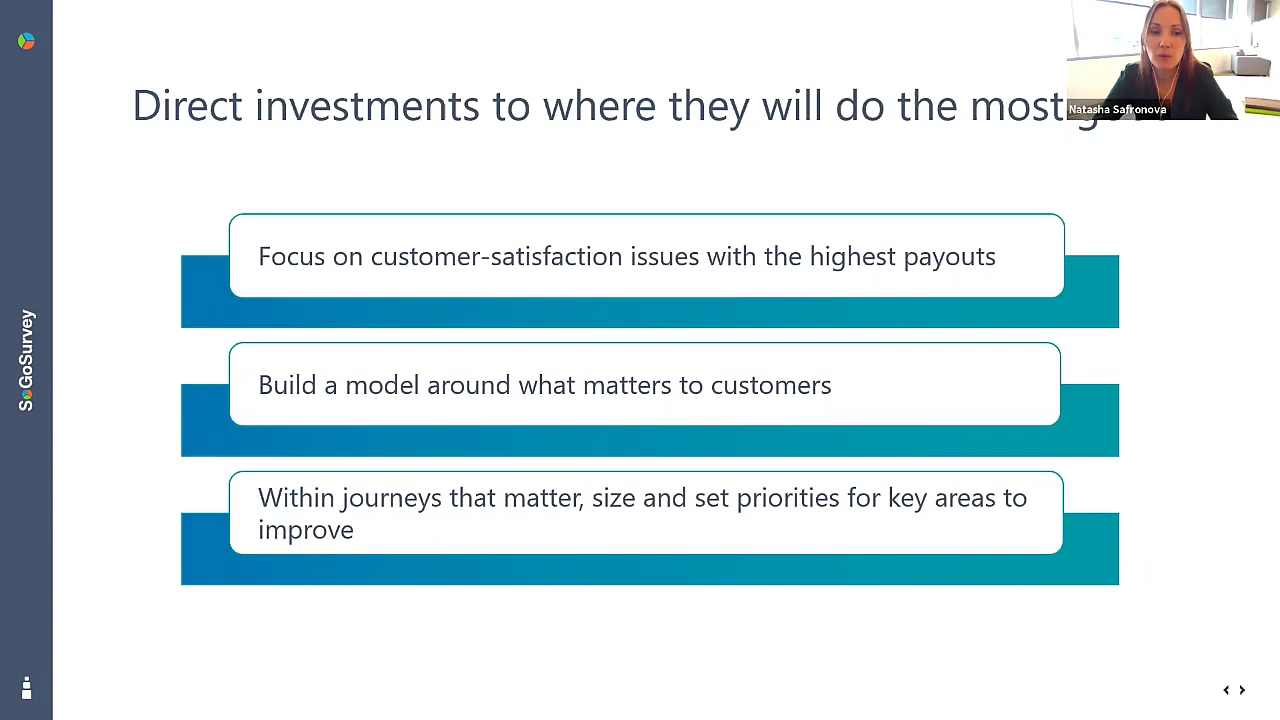 Direct investments to where they will do the most
Natasha Safronova
Focus on customer-satisfaction issues with the highest payouts
Build a model around what matters to customers
Within journeys that matter, size and set priorities for key areas to
improve
SoGoSurvey